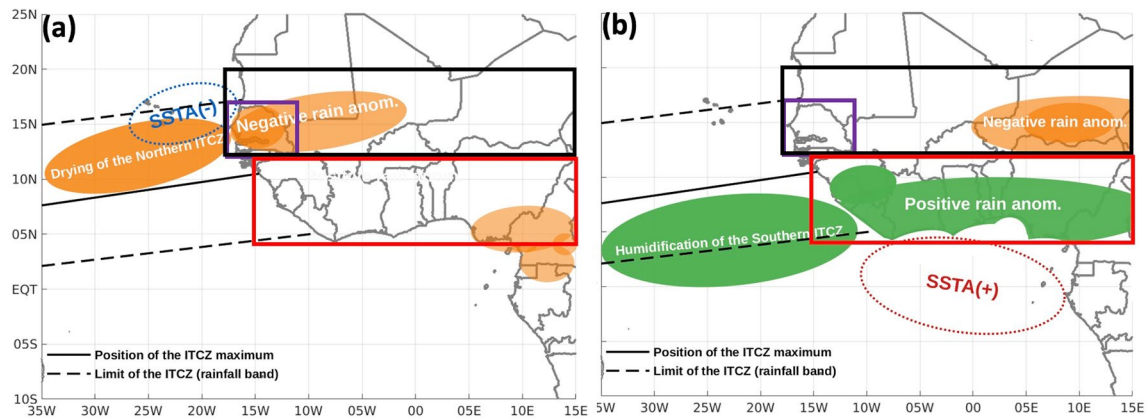 (a)
25N
20N
15N
10N
05N
EQT
05S
10S
SSTA(-)
Negative rain anom.
Drying of the Northern ITCZ
Position of the ITCZ maximum
Limit of the ITCZ (rainfall band)
35W 30W 25W 20W 15W 10W 05W 00 05E 10E 15E
(b)
Negative rain anom.
Positive rain anom.
Humidification of the Southern ITCZ
SSTA(+)
Position of the ITCZ maximum
Limit of the ITCZ (rainfall band)
5W 30W 25W 20W 15W 10W 05W 00 05E 10E 15E